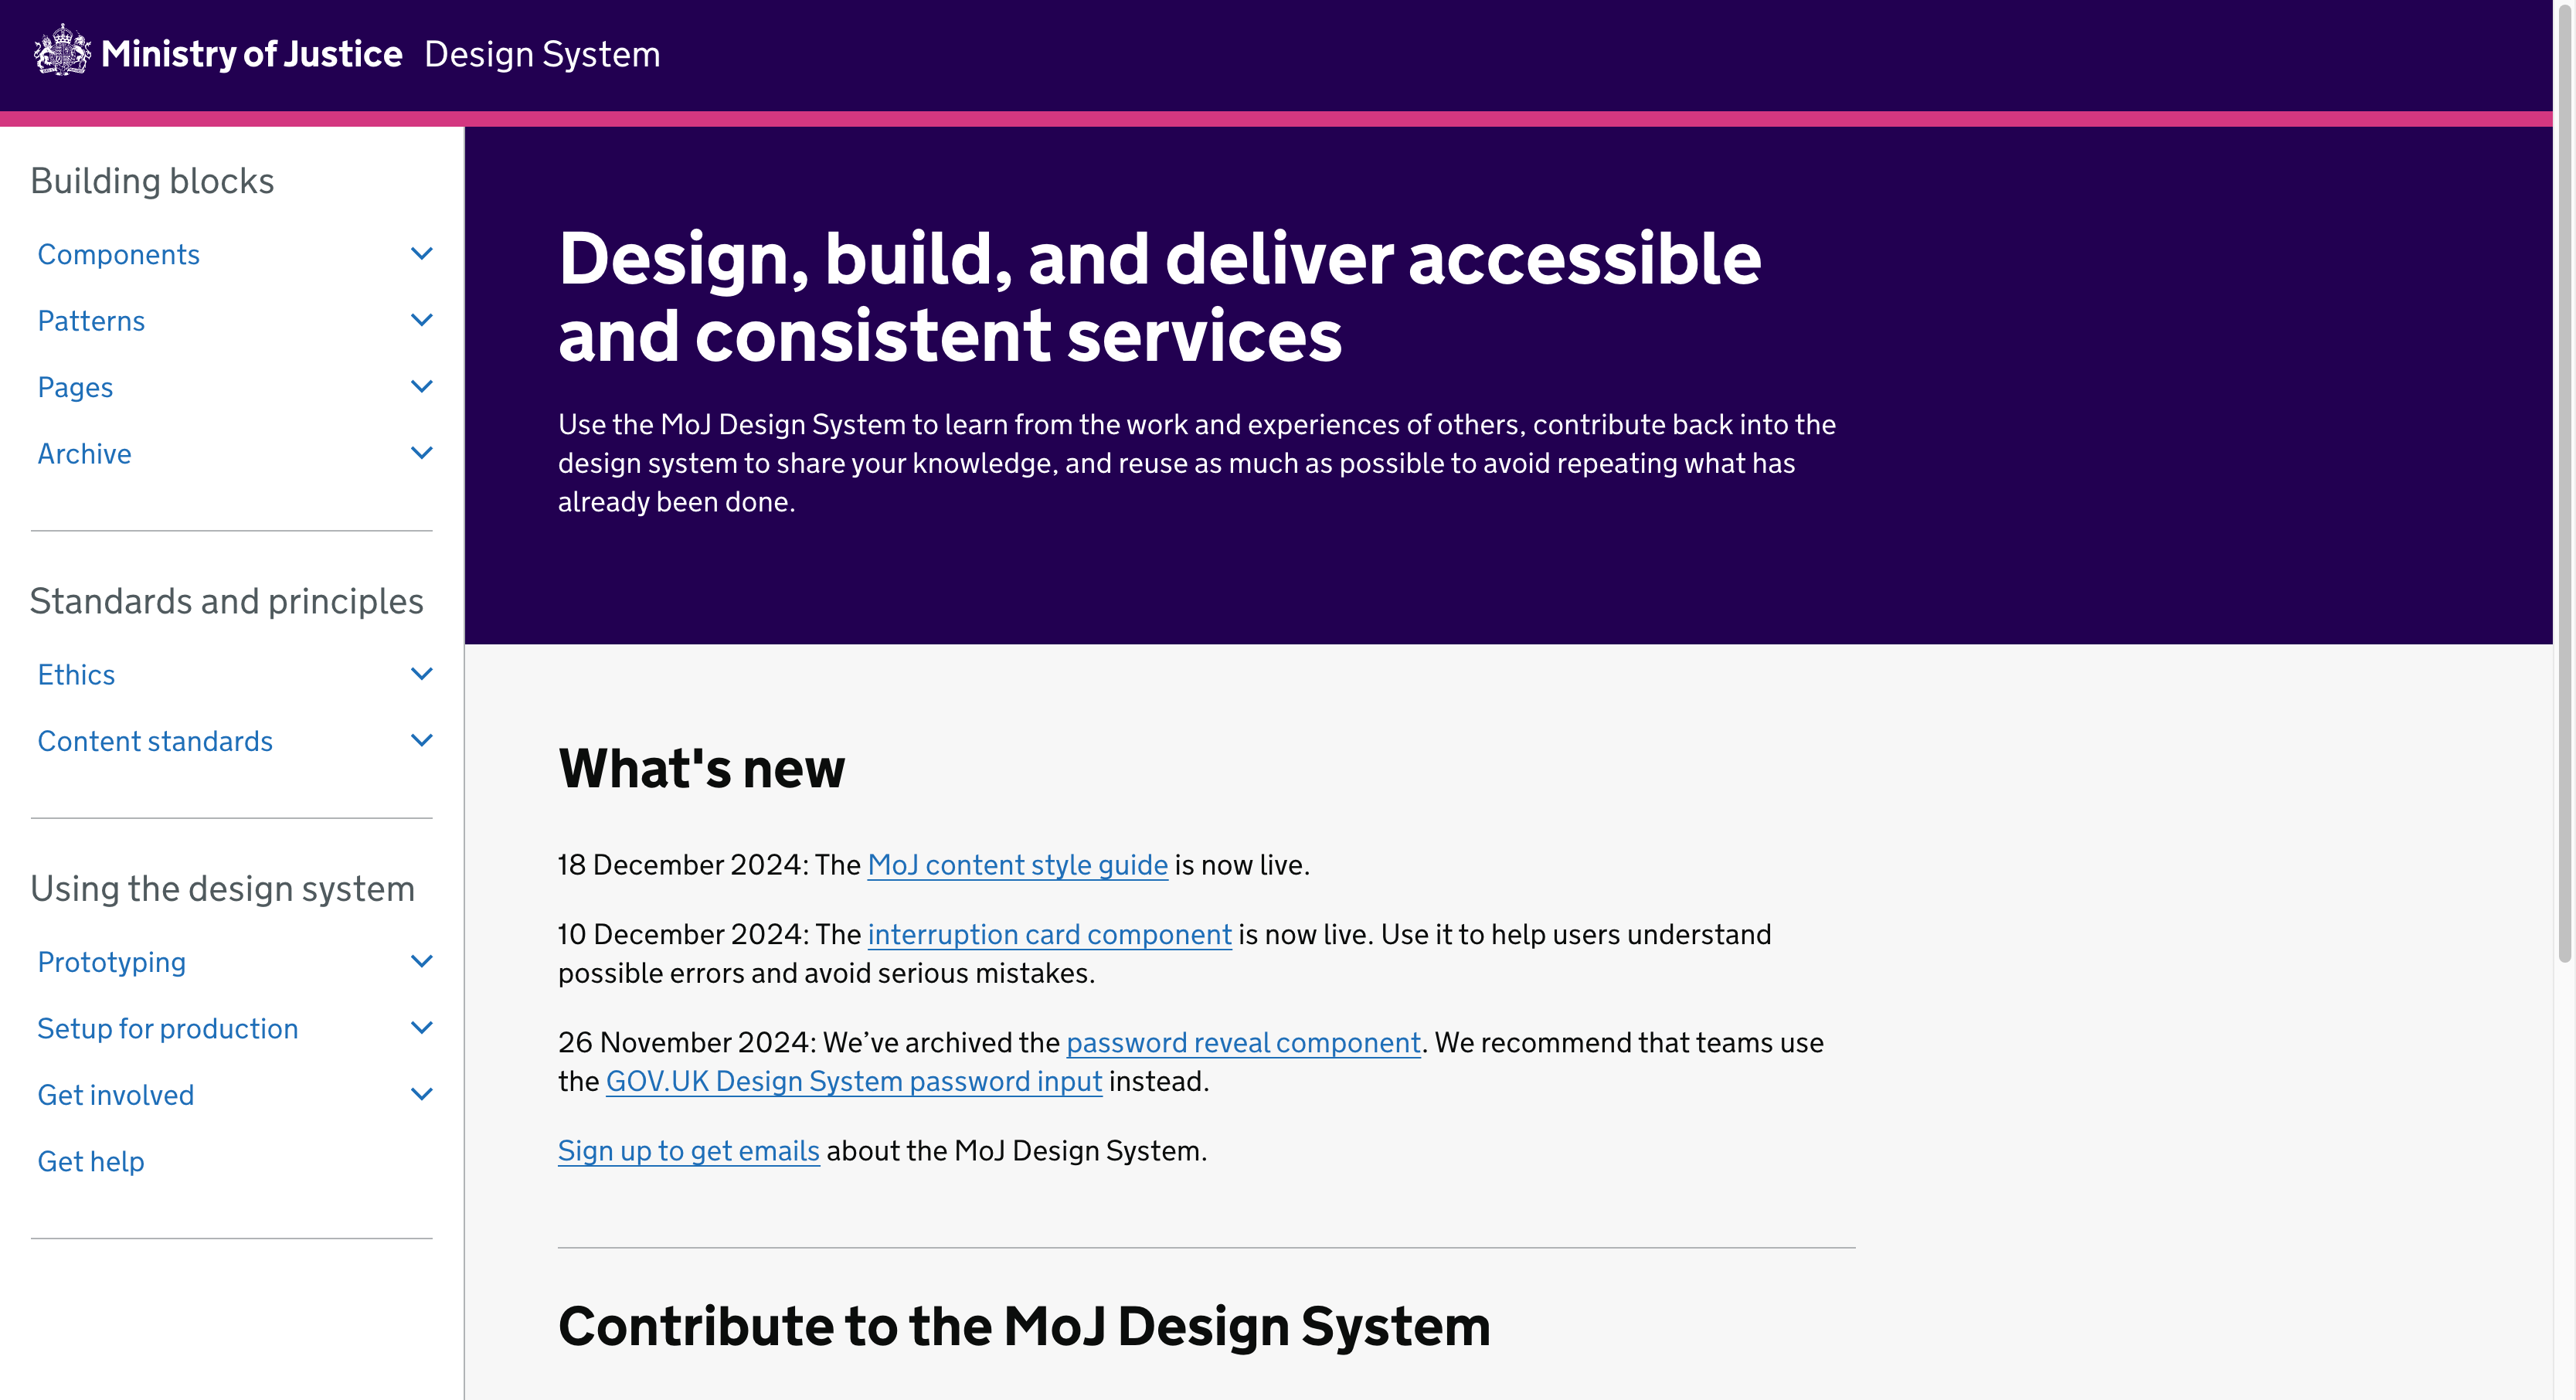 Ministry of Justice Design System
Building blocks
Components
Patterns
Pages
Archive
Standards and principles
Ethics
Content standards
Using the design system
Prototyping
Setup for production
Get involved
Get help
Design, build, and deliver accessible
and consistent services
Use the MoJ Design System to learn from the work and experiences of others, contribute back into the
design system to share your knowledge, and reuse as much as possible to avoid repeating what has
already been done.
What's new
18 December 2024: The MoJ content style guide is now live.
10 December 2024: The interruption card component is now live. Use it to help users understand
possible errors and avoid serious mistakes.
26 November 2024: We’ve archived the password reveal component. We recommend that teams use
the GOV.UK Design System password input instead.
Sign up to get emails about the MoJ Design System.
Contribute to the MoJ Design System